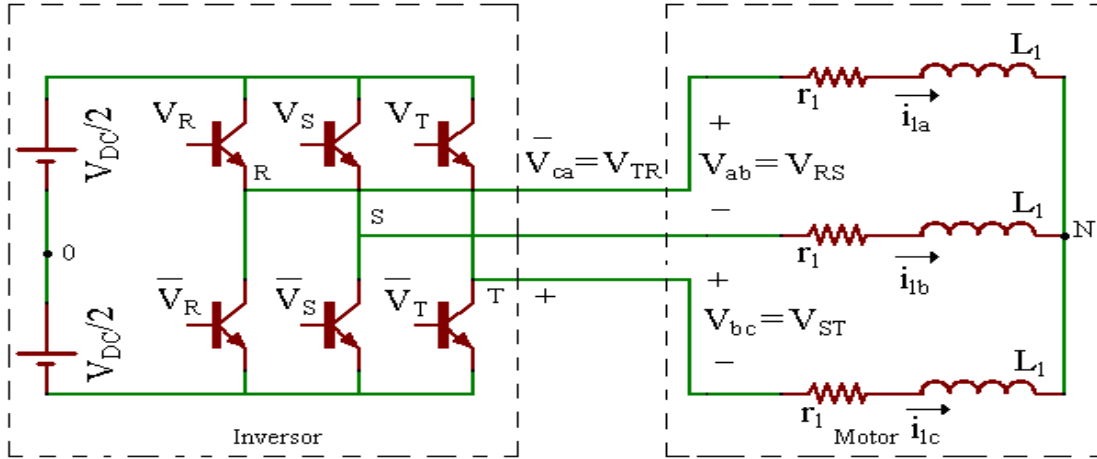 V_DC/2
V_DC/2
0
V_R
V_S
V_T
R
S
T
V̅_R
V̅_S
V̅_T
+
−
V̅_ca=V_TR
+
V_ab=V_RS
−
+
V_bc=V_ST
−
r_1
i_1a
L_1
r_1
i_1b
L_1
N
r_1
i_1c
L_1
Inversor
Motor